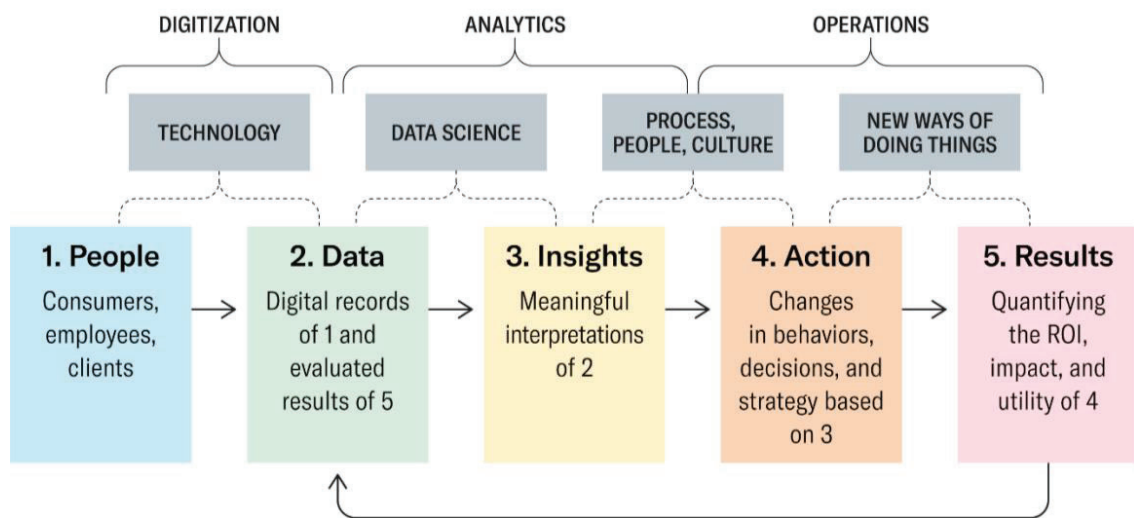 DIGITIZATION
ANALYTICS
OPERATIONS
TECHNOLOGY
DATA SCIENCE
PROCESS,
PEOPLE, CULTURE
NEW WAYS OF
DOING THINGS
1. People
Consumers,
employees,
clients
2. Data
Digital records
of 1 and
evaluated
results of 5
3. Insights
Meaningful
interpretations
of 2
4. Action
Changes
in behaviors,
decisions, and
strategy based
on 3
5. Results
Quantifying
the ROI,
impact, and
utility of 4